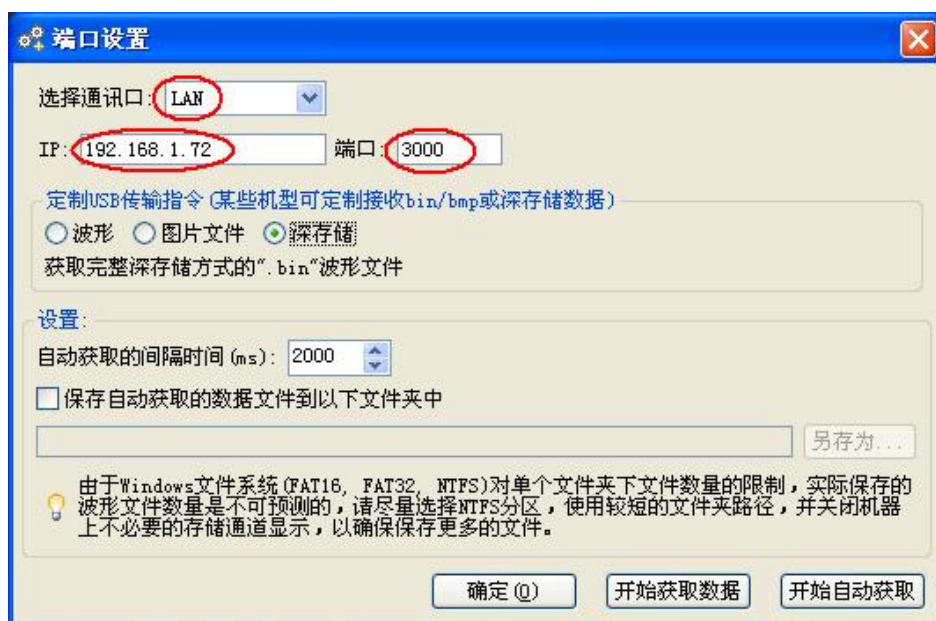 端口设置
选择通讯口: LAN
IP: 192.168.1.72 端口: 3000
定制USB传输指令(某些机型可定制接收bin/bmp或深存储数据)
波形 图片文件 深存储
获取完整深存储方式的“.bin“波形文件
设置:
自动获取的间隔时间(ms): 2000
保存自动获取的数据文件到以下文件夹中
另存为...
由于Windows文件系统(FAT16, FAT32, NTFS)对单个文件夹下文件数量的限制，实际保存的
波形文件数量是不可预测的，请尽量选择NTFS分区，使用较短的文件夹路径，并关闭机器
上不必要的存储通道显示，以确保保存更多的文件。
确定(O) 开始获取数据 开始自动获取